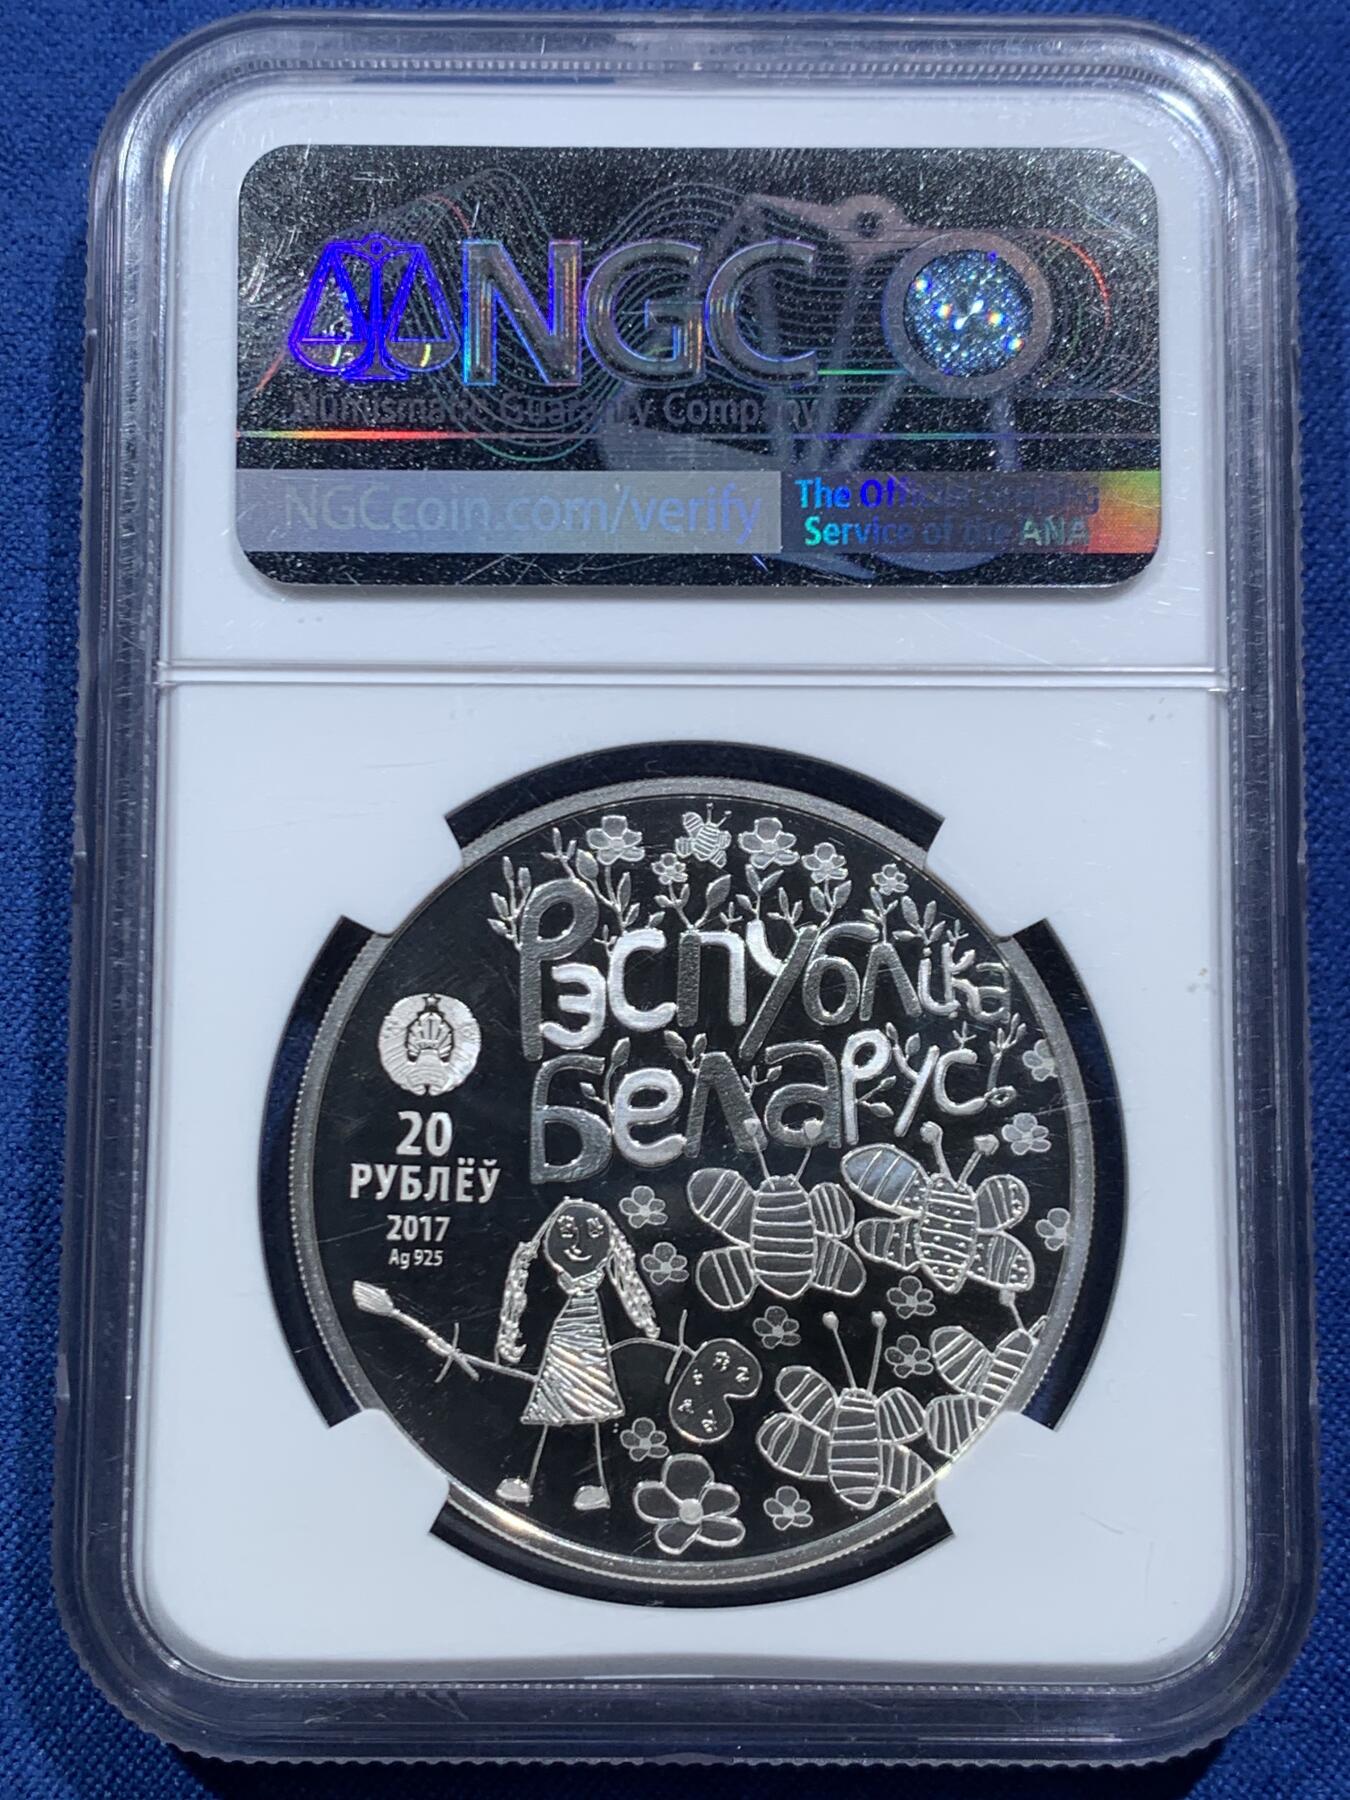 NGC
Numismatic Guaranty Company
NGCcoin.com/verify
The Official Grading
Service of the ANA
Рэспубліка
Беларусь
20
РУБЛЁЎ
2017
Ag 925